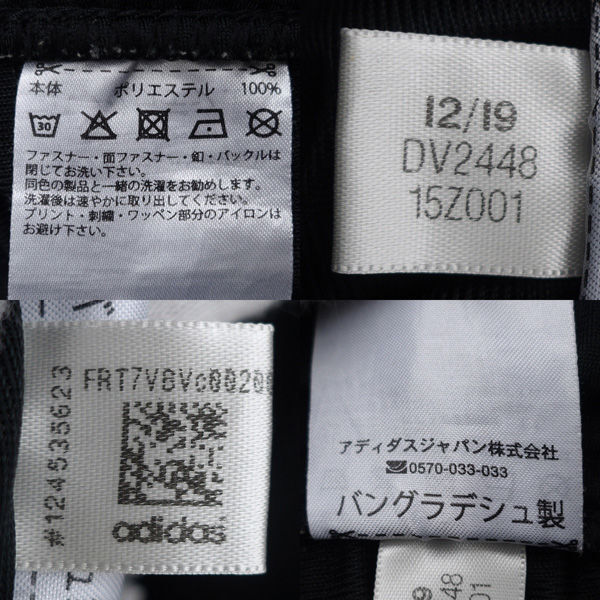 本体 ポリエステル 100%
30
ファスナー・面ファスナー・釦・バックルは
閉じてお洗い下さい。
同色の製品と一緒の洗濯をお勧めします。
洗濯後は速やかに取り出してください。
プリント・刺繍・ワッペン部分のアイロンは
お避け下さい。
12/19
DV2448
15Z001
FRT7VBVc0020
#124535623
adidas
アディダスジャパン株式会社
0570-033-033
バングラデシュ製
19
448
01